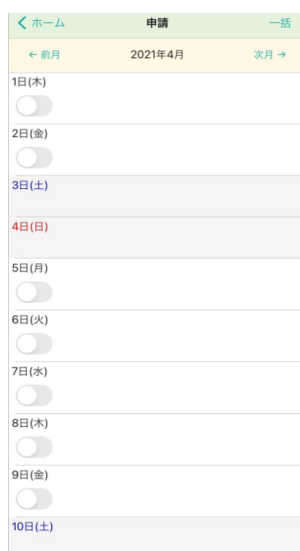 ホーム 申請 一括
← 前月 2021年4月 次月 →
1日(木)
2日(金)
3日(土)
4日(日)
5日(月)
6日(火)
7日(水)
8日(木)
9日(金)
10日(土)